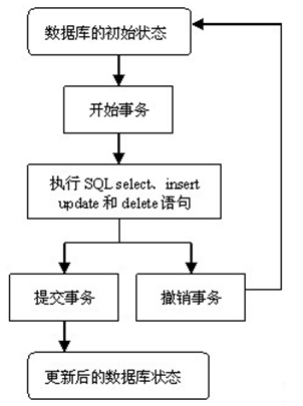 数据库的初始状态
开始事务
执行 SQL select、insert
update 和 delete 语句
提交事务
撤销事务
更新后的数据库状态